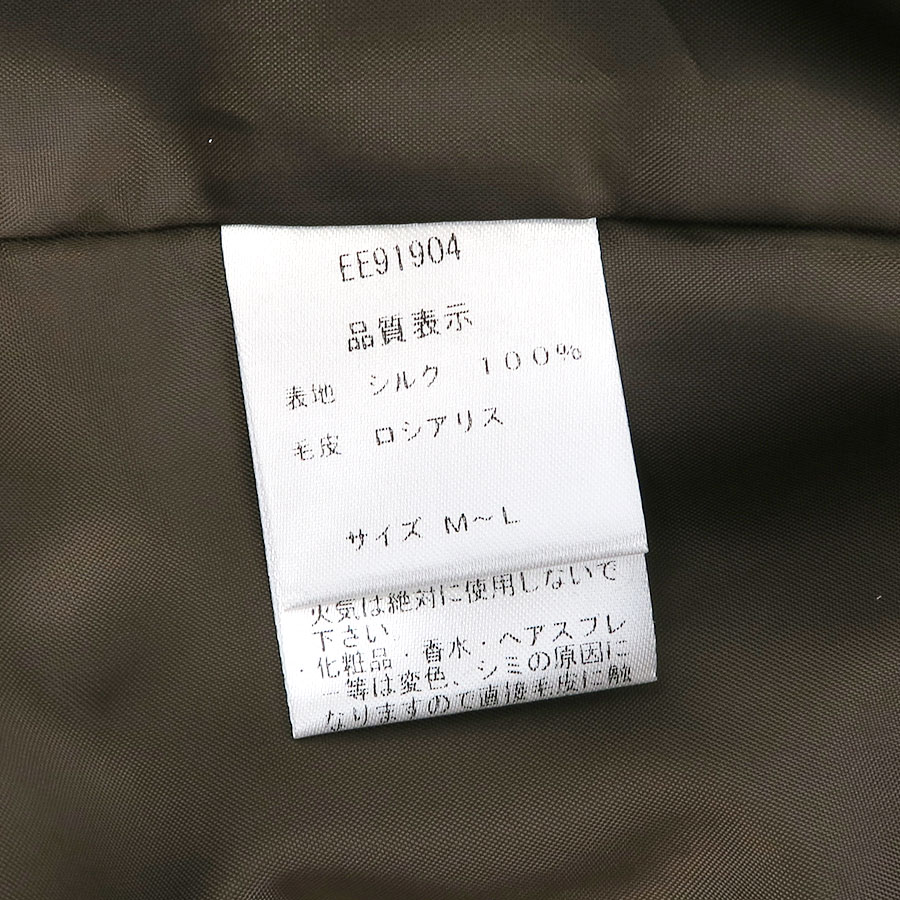 EE91904
品質表示
表地 シルク 100%
毛皮 ロシアリス
サイズ M～L
火気は絶対に使用しないで
下さい。
・化粧品・香水・ヘアスプレ
ー等は変色、シミの原因に
なりますので直接毛皮に触